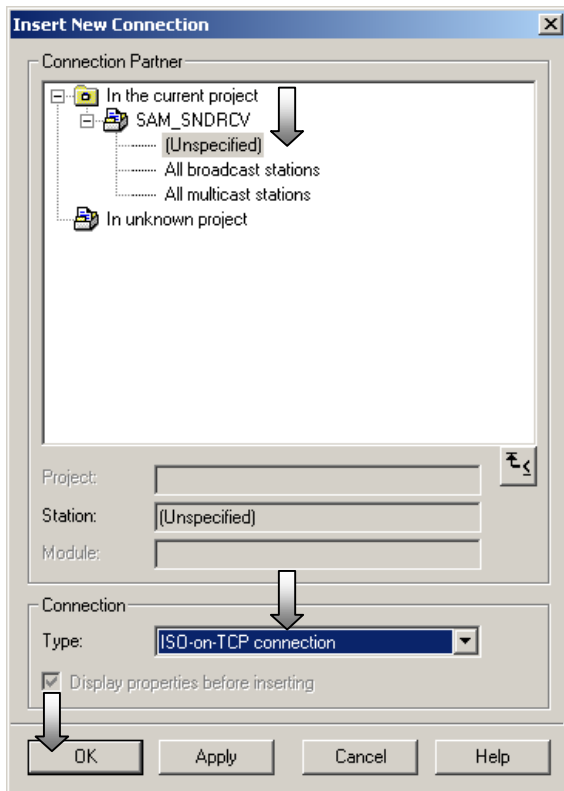 Insert New Connection
Connection Partner
In the current project
SAM_SNDRCV
(Unspecified)
All broadcast stations
All multicast stations
In unknown project
Project:
Station: (Unspecified)
Module:
Connection
Type: ISO-on-TCP connection
Display properties before inserting
OK Apply Cancel Help